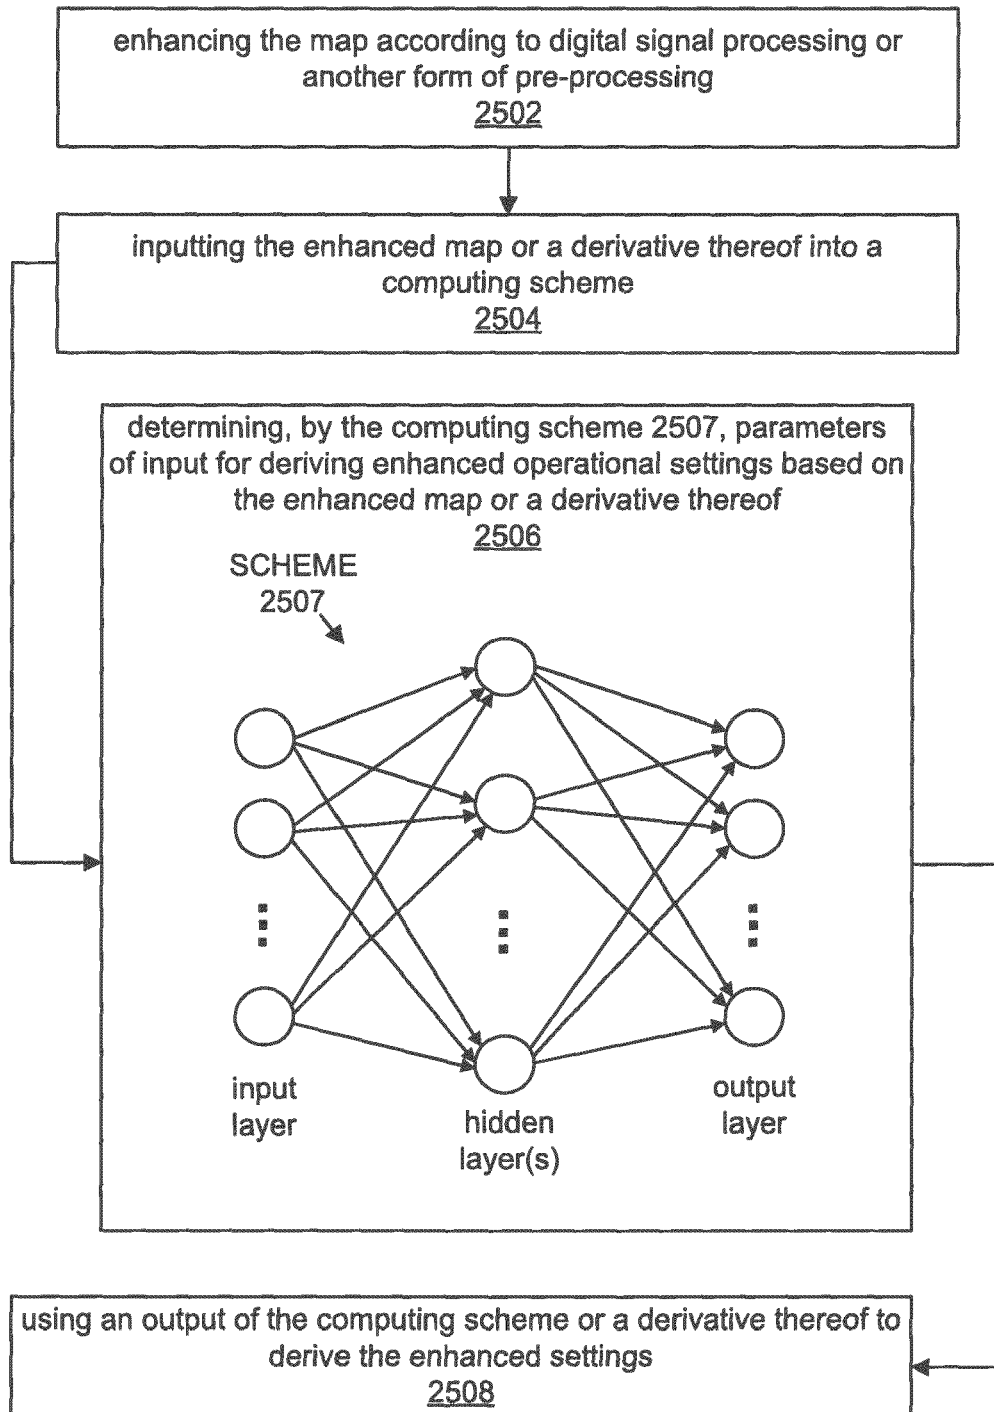 enhancing the map according to digital signal processing or
another form of pre-processing
2502
inputting the enhanced map or a derivative thereof into a
computing scheme
2504
determining, by the computing scheme 2507, parameters
of input for deriving enhanced operational settings based on
the enhanced map or a derivative thereof
2506
SCHEME
2507
input
layer
hidden
layer(s)
output
layer
using an output of the computing scheme or a derivative thereof to
derive the enhanced settings
2508